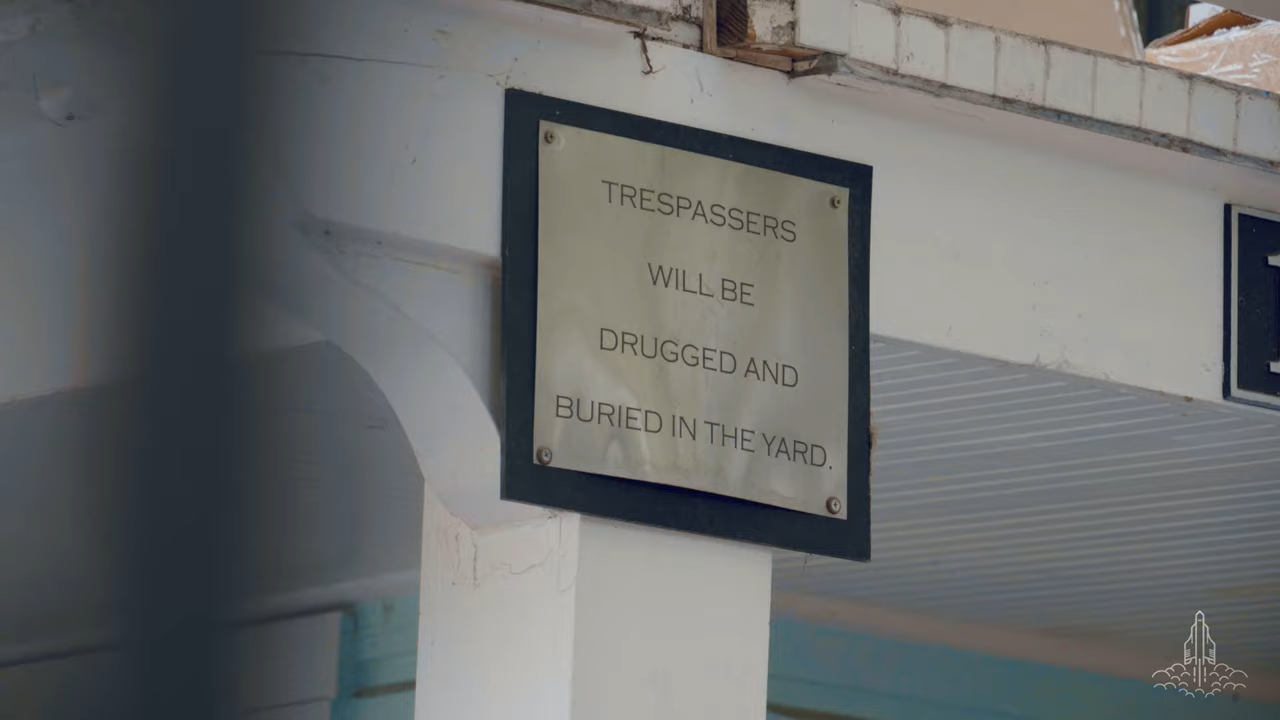 TRESPASSERS
WILL BE
DRUGGED AND
BURIED IN THE YARD.